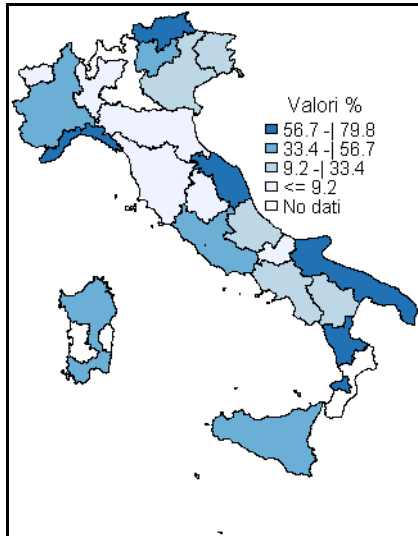 Valori %
56.7 -| 79.8
33.4 -| 56.7
9.2 -| 33.4
<= 9.2
No dati